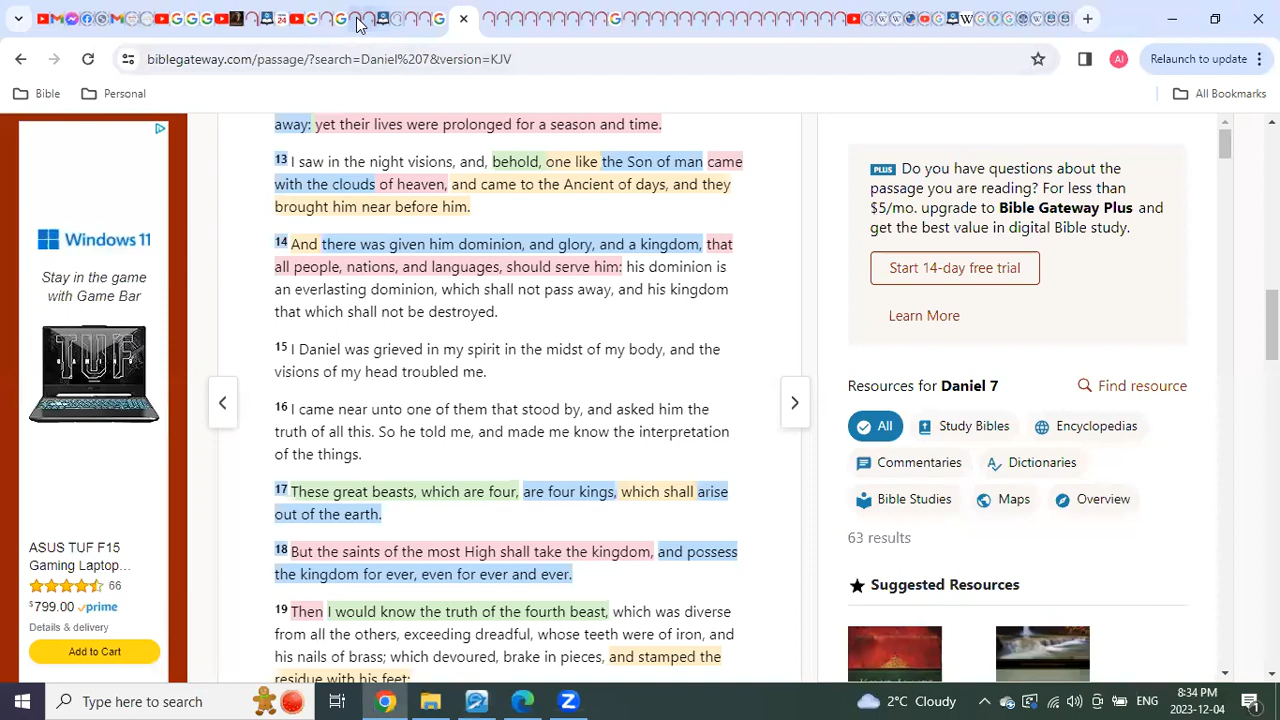 24
biblegateway.com/passage/?search=Daniel%207&version=KJV
AI
Relaunch to update
Bible
Personal
All Bookmarks
away: yet their lives were prolonged for a season and time.
13 I saw in the night visions, and, behold, one like the Son of man came
with the clouds of heaven, and came to the Ancient of days, and they
brought him near before him.
14 And there was given him dominion, and glory, and a kingdom, that
all people, nations, and languages, should serve him: his dominion is
an everlasting dominion, which shall not pass away, and his kingdom
that which shall not be destroyed.
15 I Daniel was grieved in my spirit in the midst of my body, and the
visions of my head troubled me.
16 I came near unto one of them that stood by, and asked him the
truth of all this. So he told me, and made me know the interpretation
of the things.
17 These great beasts, which are four, are four kings, which shall arise
out of the earth.
18 But the saints of the most High shall take the kingdom, and possess
the kingdom for ever, even for ever and ever.
19 Then I would know the truth of the fourth beast, which was diverse
from all the others, exceeding dreadful, whose teeth were of iron, and
his nails of brass; which devoured, brake in pieces, and stamped the
residue with his feet;
Windows 11
Stay in the game
with Game Bar
TUF
ASUS TUF F15
Gaming Laptop...
66
$799.00 prime
Details & delivery
Add to Cart
PLUS Do you have questions about the
passage you are reading? For less than
$5/mo. upgrade to Bible Gateway Plus and
get the best value in digital Bible study.
Start 14-day free trial
Learn More
Resources for Daniel 7
Find resource
All
Study Bibles
Encyclopedias
Commentaries
Dictionaries
Bible Studies
Maps
Overview
63 results
Suggested Resources
Type here to search
2°C Cloudy
ENG
8:34 PM
2023-12-04
1